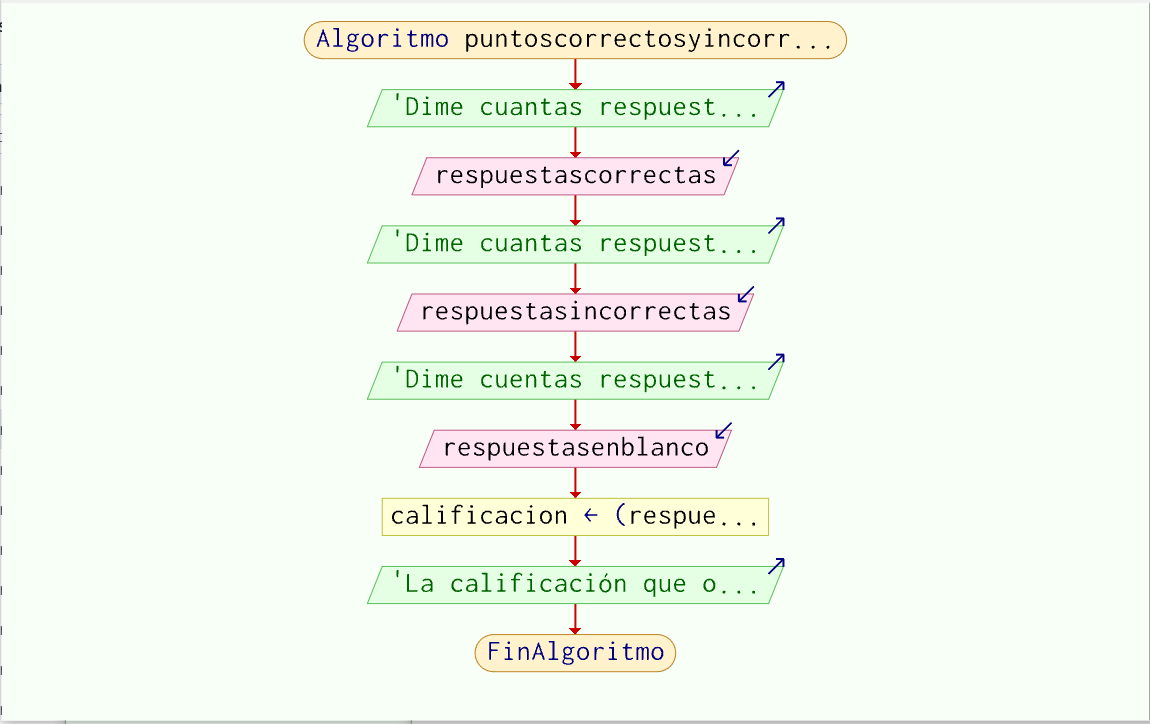 Algoritmo puntoscorrectosyincorr...
'Dime cuantas respuest...
respuestascorrectas
'Dime cuantas respuest...
respuestasincorrectas
'Dime cuentas respuest...
respuestasenblanco
calificacion ← (respue...
'La calificación que o...
FinAlgoritmo